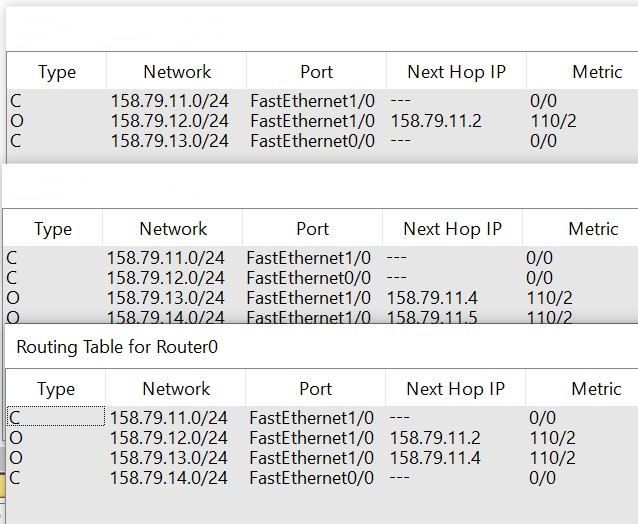 Type Network Port Next Hop IP Metric
C 158.79.11.0/24 FastEthernet1/0 --- 0/0
O 158.79.12.0/24 FastEthernet1/0 158.79.11.2 110/2
C 158.79.13.0/24 FastEthernet0/0 --- 0/0
Type Network Port Next Hop IP Metric
C 158.79.11.0/24 FastEthernet1/0 --- 0/0
C 158.79.12.0/24 FastEthernet0/0 --- 0/0
O 158.79.13.0/24 FastEthernet1/0 158.79.11.4 110/2
O 158.79.14.0/24 FastEthernet1/0 158.79.11.5 110/2
Routing Table for Router0
Type Network Port Next Hop IP Metric
C 158.79.11.0/24 FastEthernet1/0 --- 0/0
O 158.79.12.0/24 FastEthernet1/0 158.79.11.2 110/2
O 158.79.13.0/24 FastEthernet1/0 158.79.11.4 110/2
C 158.79.14.0/24 FastEthernet0/0 --- 0/0